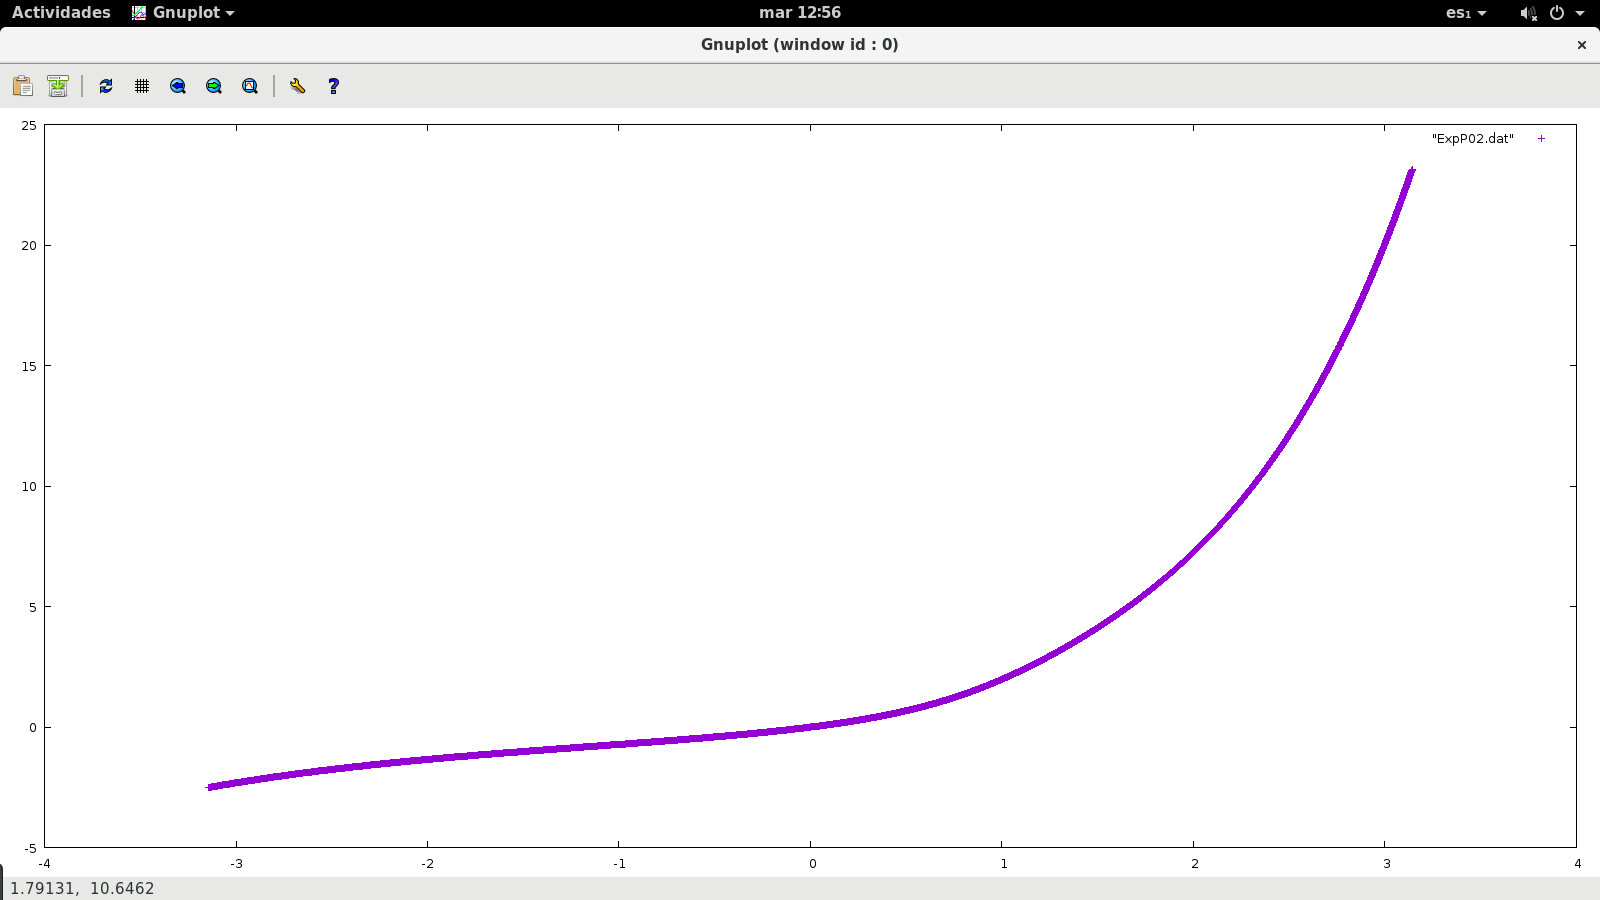 Actividades Gnuplot mar 12:56 es₁
Gnuplot (window id : 0) ×
?
25
"ExpP02.dat" +
20
15
10
5
0
-5
-4 -3 -2 -1 0 1 2 3 4
1.79131, 10.6462